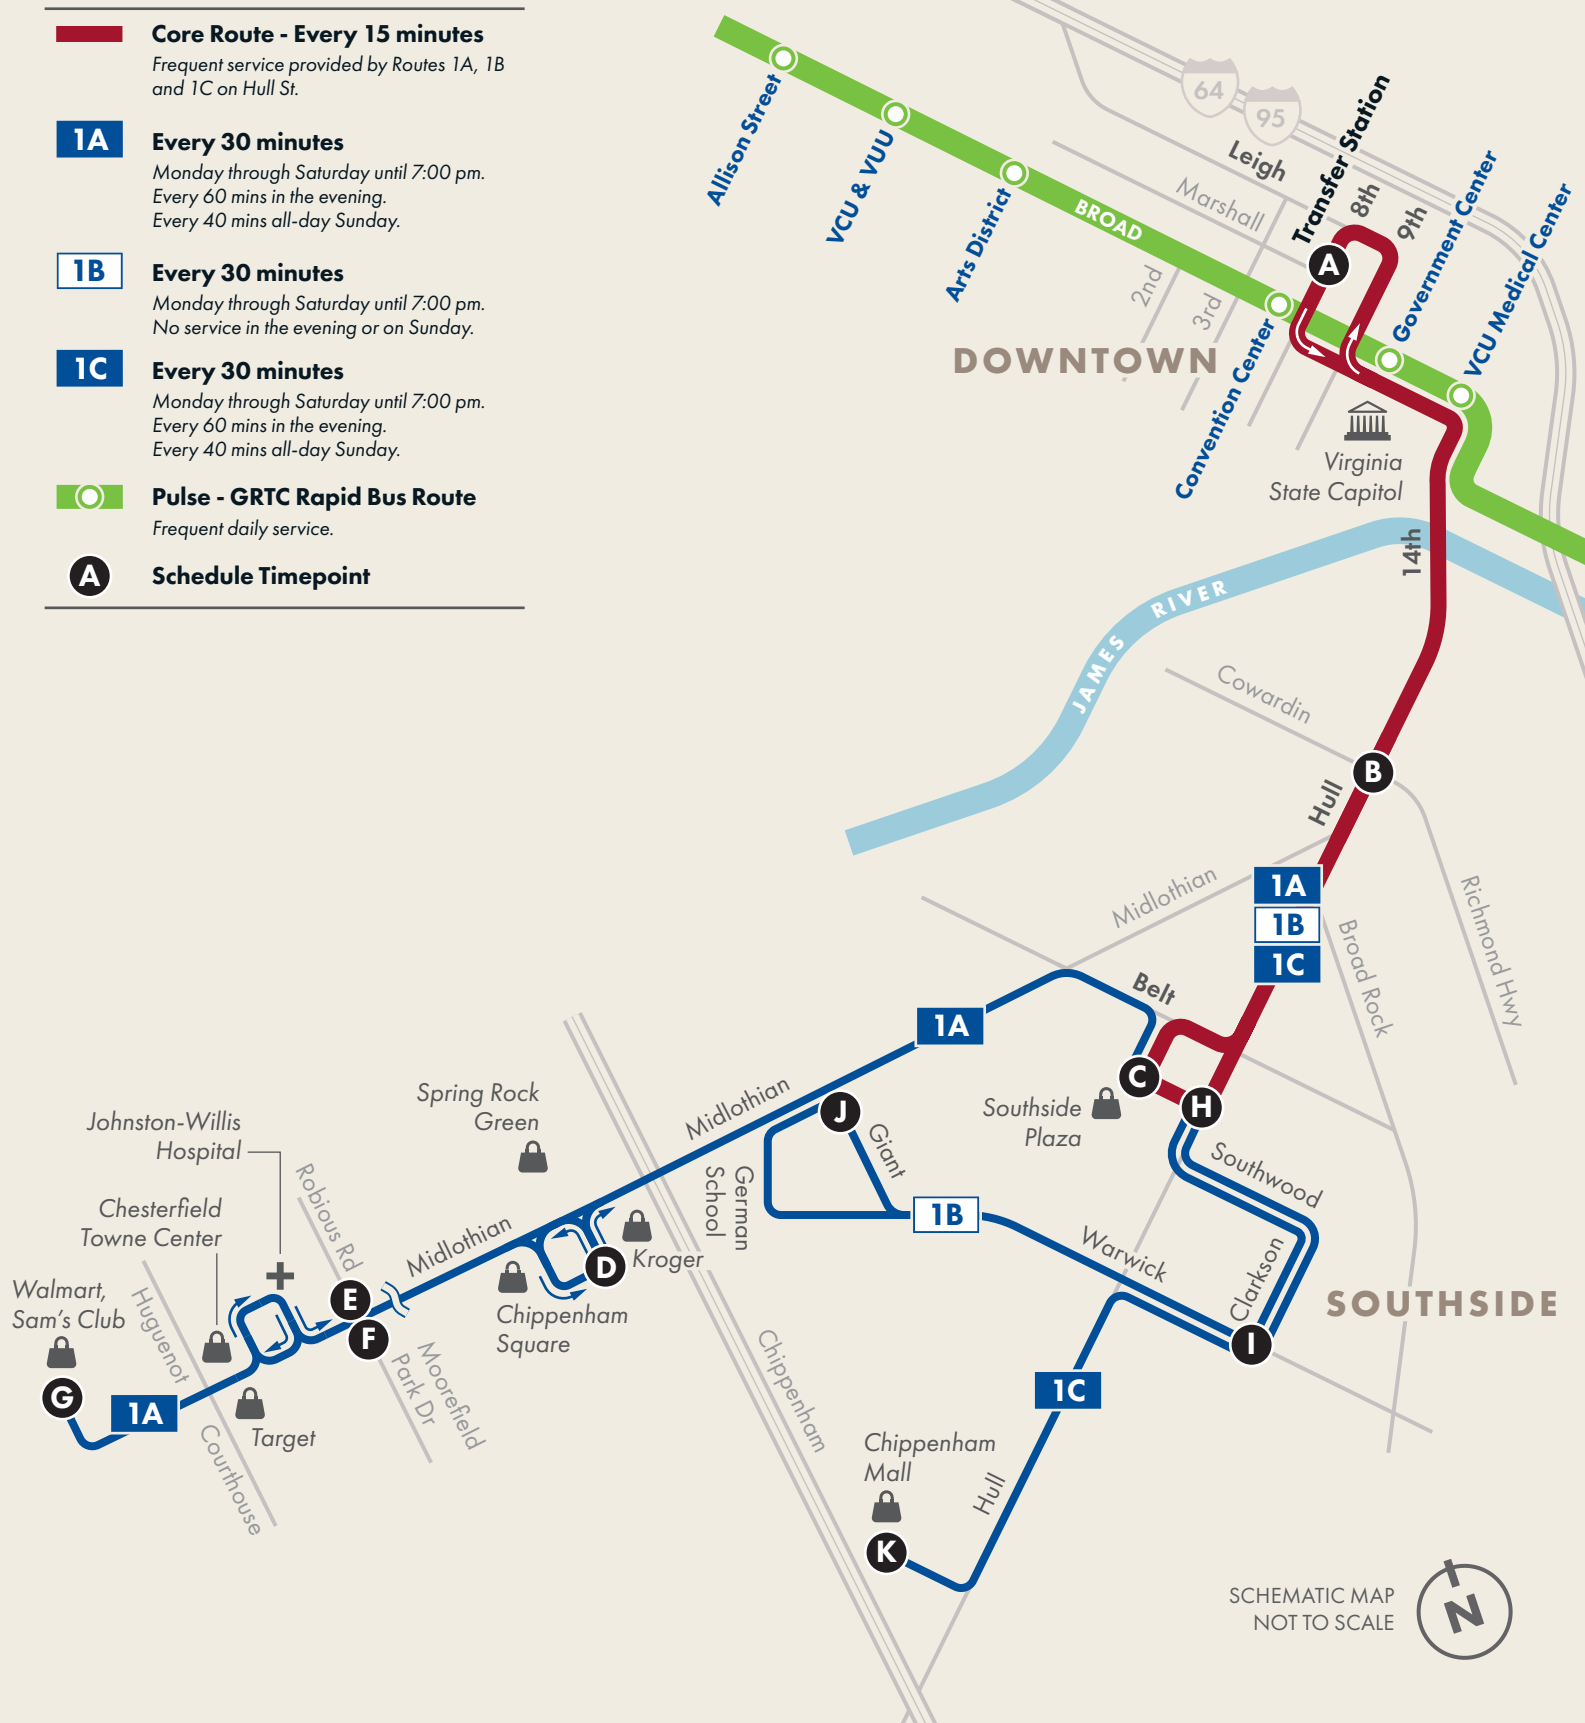 Core Route - Every 15 minutes
Frequent service provided by Routes 1A, 1B
and 1C on Hull St.
1A
Every 30 minutes
Monday through Saturday until 7:00 pm.
Every 60 mins in the evening.
Every 40 mins all-day Sunday.
1B
Every 30 minutes
Monday through Saturday until 7:00 pm.
No service in the evening or on Sunday.
1C
Every 30 minutes
Monday through Saturday until 7:00 pm.
Every 60 mins in the evening.
Every 40 mins all-day Sunday.
Pulse - GRTC Rapid Bus Route
Frequent daily service.
A
Schedule Timepoint
Allison Street
VCU & VUU
Arts District
BROAD
64
95
Leigh
Marshall
Transfer Station
8th
9th
A
Government Center
VCU Medical Center
2nd
3rd
Convention Center
DOWNTOWN
Virginia
State Capitol
14th
JAMES RIVER
Cowardin
B
Hull
Midlothian
1A
1B
1C
Richmond Hwy
Broad Rock
Belt
1A
C
H
Southside
Plaza
Midlothian
J
Giant
German
School
Southwood
1B
Warwick
Clarkson
I
SOUTHSIDE
Spring Rock
Green
Johnston-Willis
Hospital
Robious Rd
Chesterfield
Towne Center
Midlothian
D
Kroger
Chippenham
Square
Walmart,
Sam's Club
Huguenot
E
F
G
1A
Target
Courthouse
Moorefield
Park Dr
Chippenham
1C
Chippenham
Mall
Hull
K
SCHEMATIC MAP
NOT TO SCALE
N